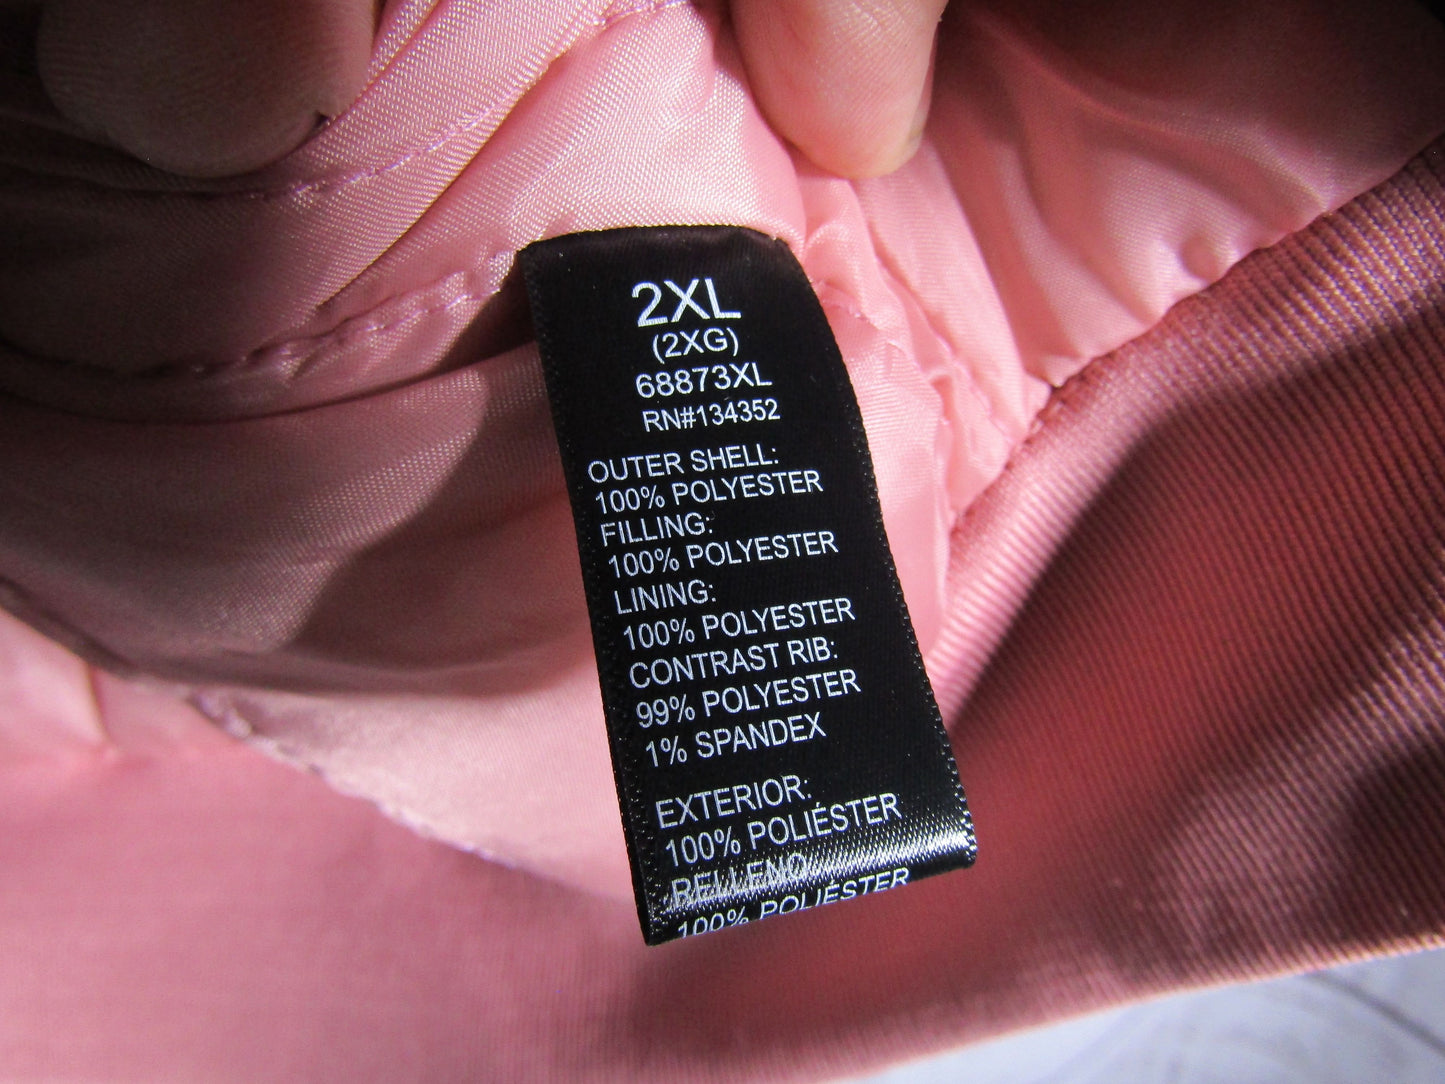 2XL
(2XG)
68873XL
RN#134352
OUTER SHELL:
100% POLYESTER
FILLING:
100% POLYESTER
LINING:
100% POLYESTER
CONTRAST RIB:
99% POLYESTER
1% SPANDEX
EXTERIOR:
100% POLIÉSTER
RELLENO:
100% POLIÉSTER